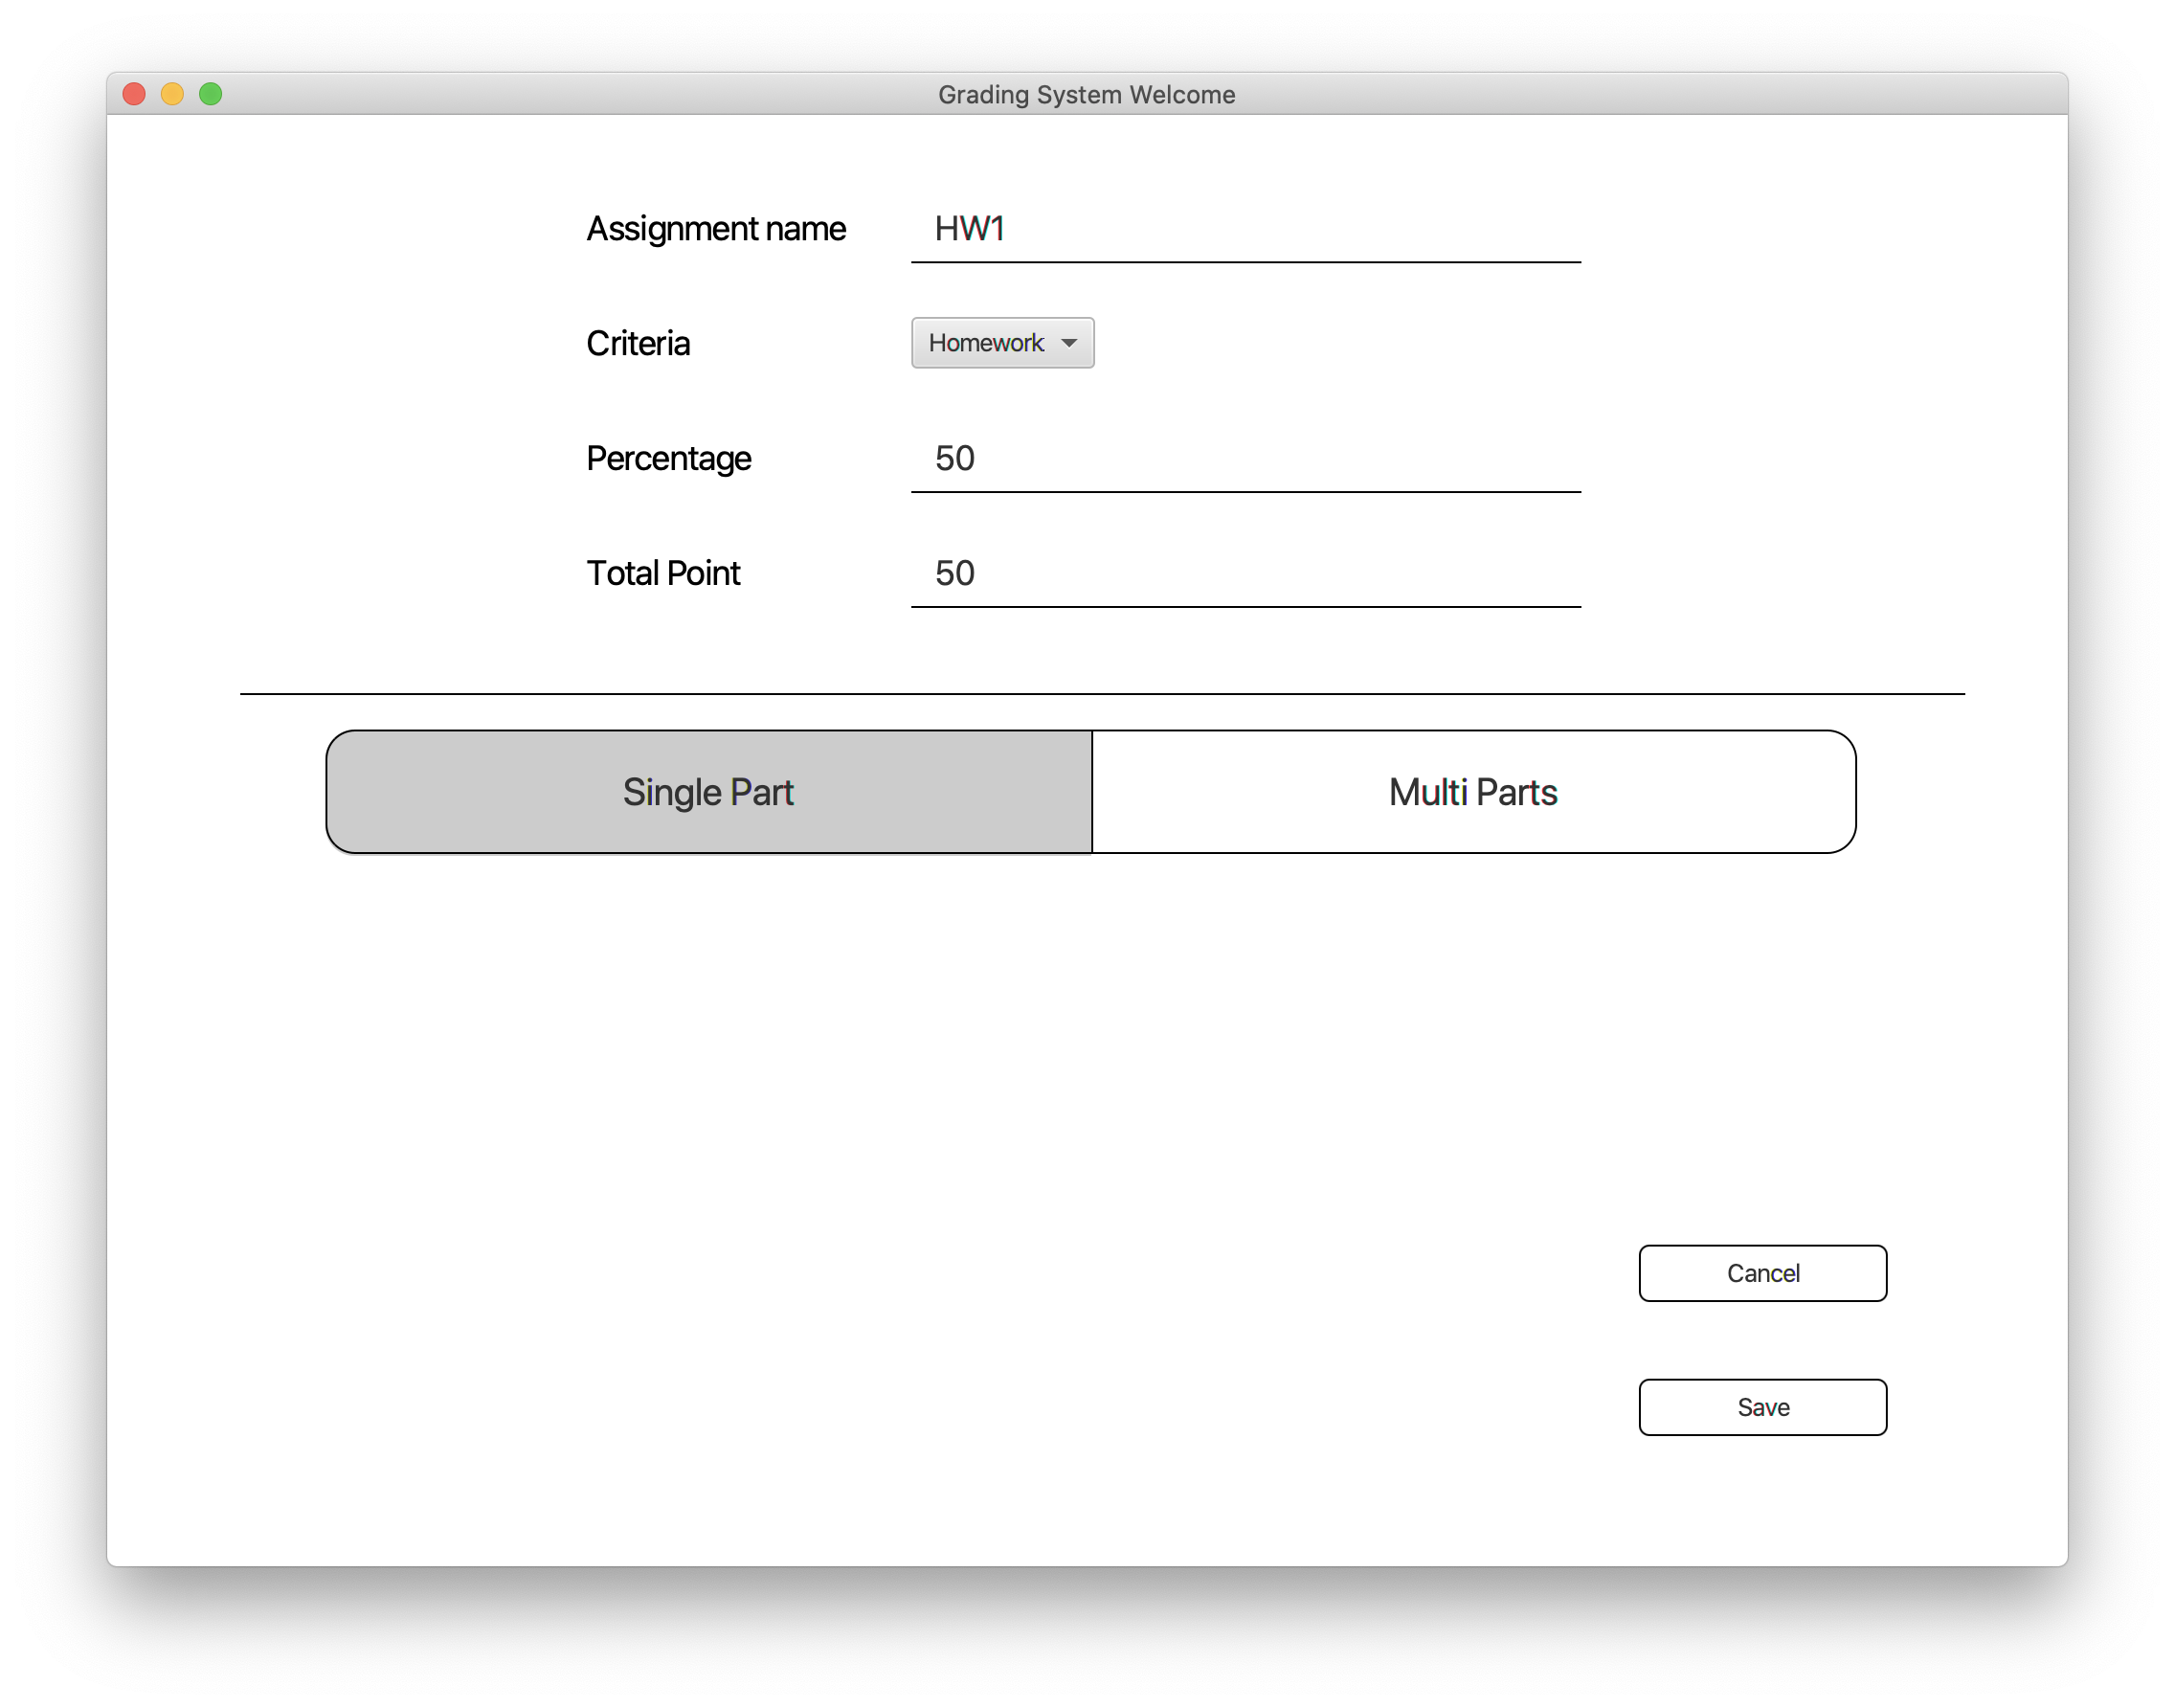 Grading System Welcome
Assignment name HW1
Criteria Homework
Percentage 50
Total Point 50
Single Part Multi Parts
Cancel
Save